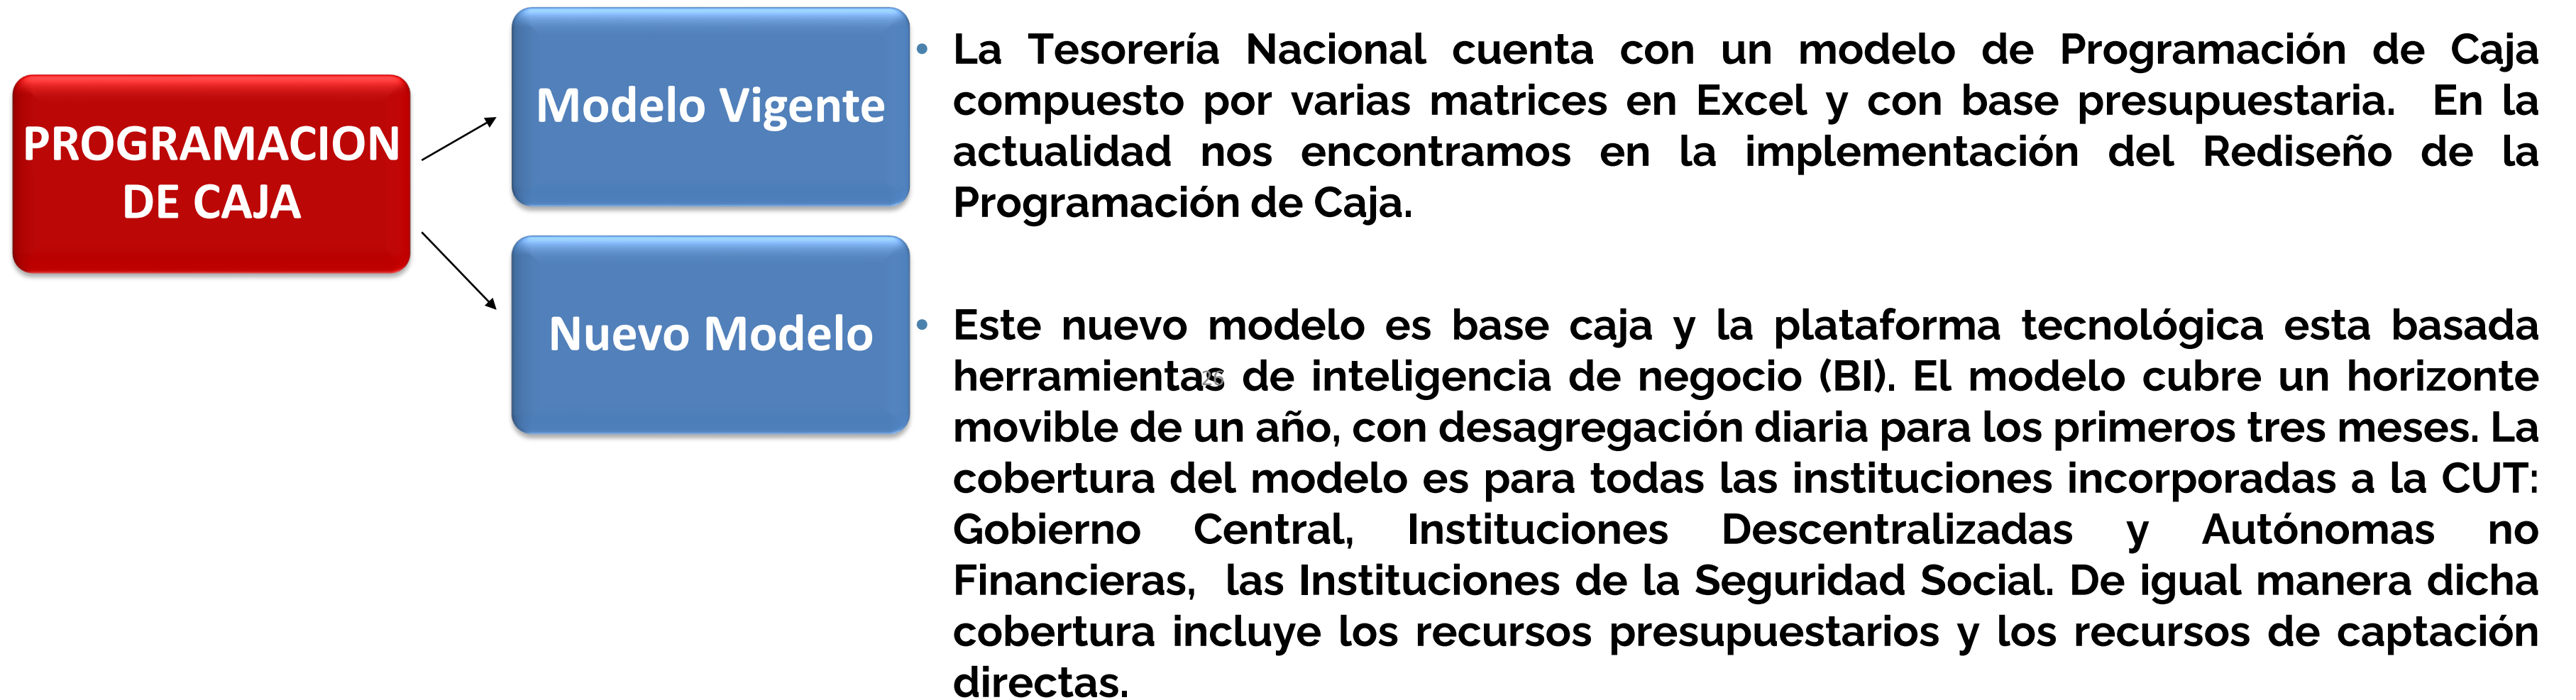 PROGRAMACION
DE CAJA
Modelo Vigente
• La Tesorería Nacional cuenta con un modelo de Programación de Caja
compuesto por varias matrices en Excel y con base presupuestaria. En la
actualidad nos encontramos en la implementación del Rediseño de la
Programación de Caja.
Nuevo Modelo
• Este nuevo modelo es base caja y la plataforma tecnológica esta basada
herramientas de inteligencia de negocio (BI). El modelo cubre un horizonte
movible de un año, con desagregación diaria para los primeros tres meses. La
cobertura del modelo es para todas las instituciones incorporadas a la CUT:
Gobierno Central, Instituciones Descentralizadas y Autónomas no
Financieras, las Instituciones de la Seguridad Social. De igual manera dicha
cobertura incluye los recursos presupuestarios y los recursos de captación
directas.
26